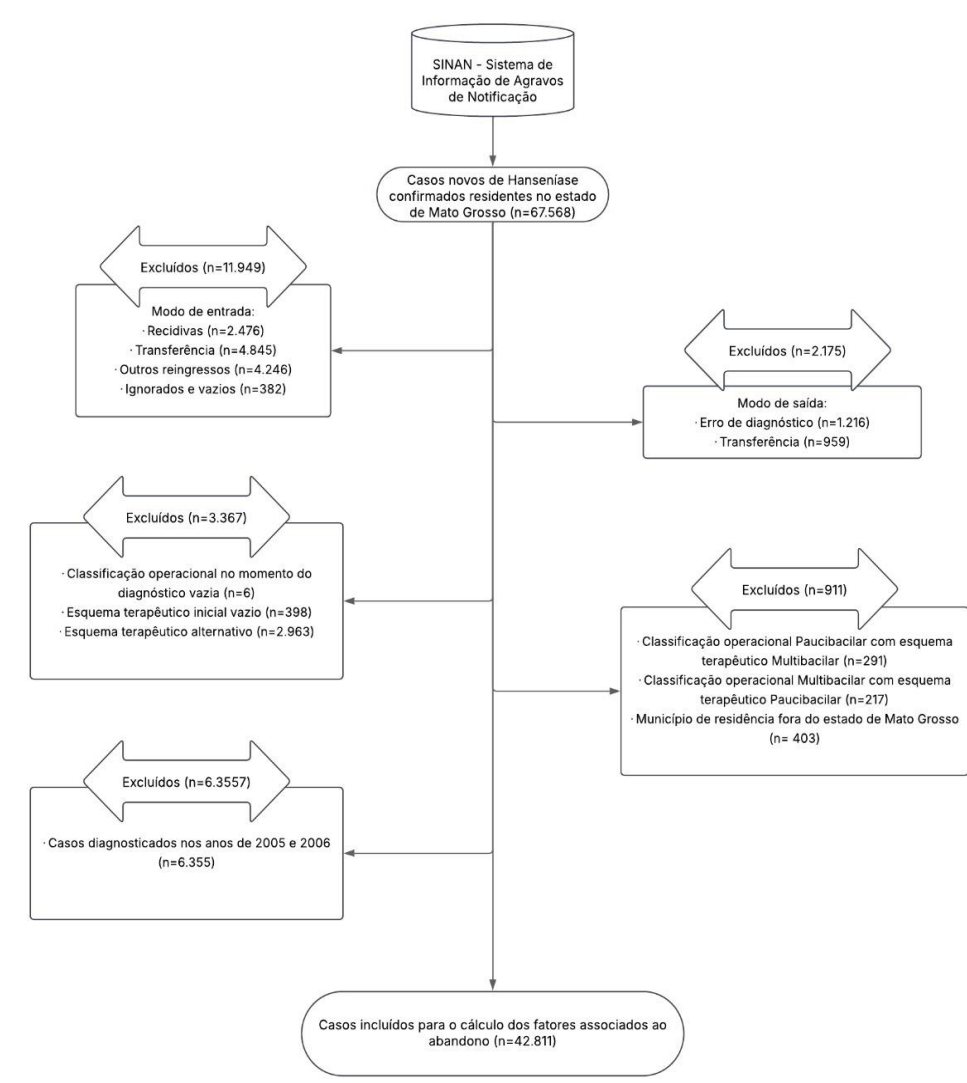 SINAN - Sistema de
Informação de Agravos
de Notificação
Casos novos de Hanseníase
confirmados residentes no estado
de Mato Grosso (n=67.568)
Excluídos (n=11.949)
Modo de entrada:
· Recidivas (n=2.476)
· Transferência (n=4.845)
· Outros reingressos (n=4.246)
· Ignorados e vazios (n=382)
Excluídos (n=2.175)
Modo de saída:
· Erro de diagnóstico (n=1.216)
· Transferência (n=959)
Excluídos (n=3.367)
· Classificação operacional no momento do
diagnóstico vazia (n=6)
· Esquema terapêutico inicial vazio (n=398)
· Esquema terapêutico alternativo (n=2.963)
Excluídos (n=911)
· Classificação operacional Paucibacilar com esquema
terapêutico Multibacilar (n=291)
· Classificação operacional Multibacilar com esquema
terapêutico Paucibacilar (n=217)
· Município de residência fora do estado de Mato Grosso
(n= 403)
Excluídos (n=6.3557)
· Casos diagnosticados nos anos de 2005 e 2006
(n=6.355)
Casos incluídos para o cálculo dos fatores associados ao
abandono (n=42.811)